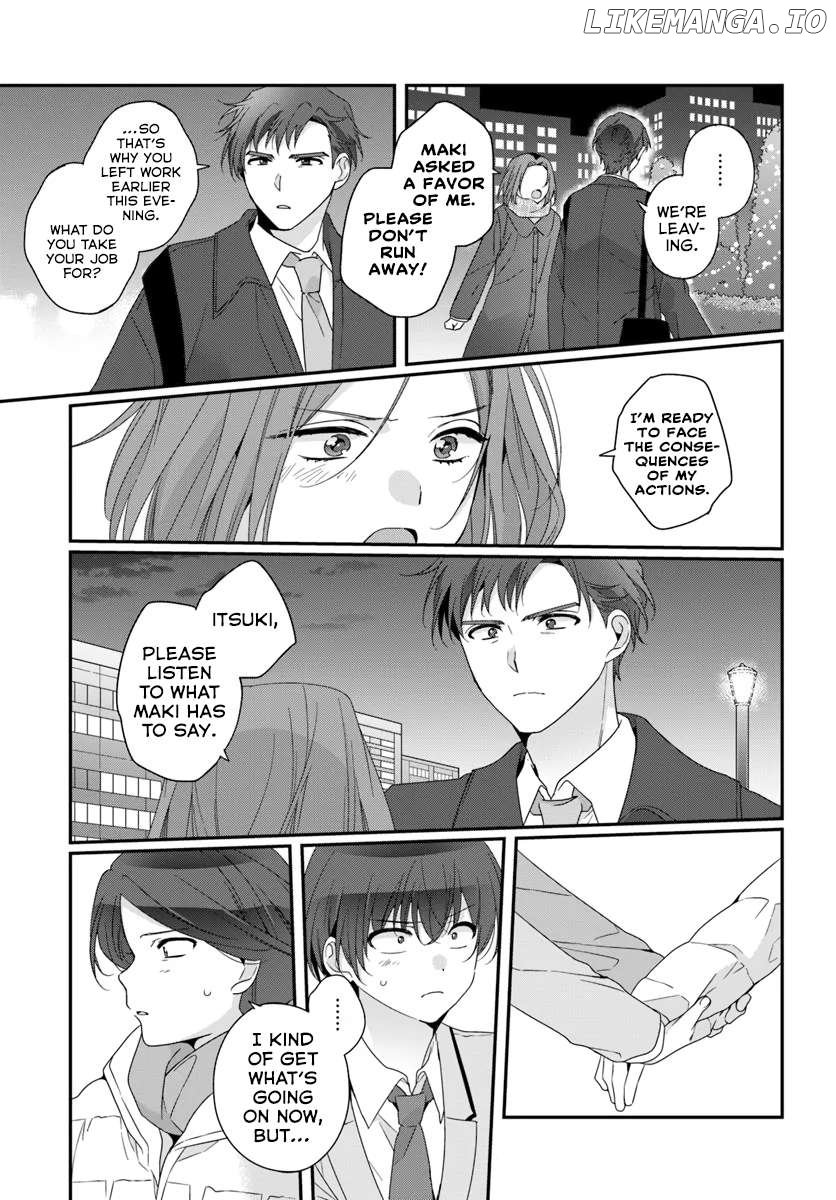 LIKEMANGA.IO
......
WE'RE
LEAV-
ING.
MAKI
ASKED
A FAVOR
OF ME.
PLEASE
DON'T
RUN
AWAY!
...SO
THAT'S
WHY YOU
LEFT WORK
EARLIER
THIS EVE-
NING.
WHAT DO
YOU TAKE
YOUR JOB
FOR?
I'M READY
TO FACE
THE CONSE-
QUENCES
OF MY
ACTIONS.
ITSUKI,
PLEASE
LISTEN
TO WHAT
MAKI HAS
TO SAY.
......
I KIND
OF GET
WHAT'S
GOING
ON NOW,
BUT...